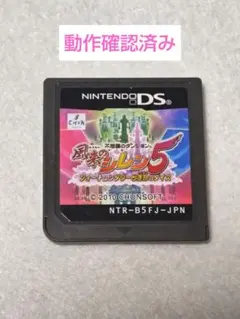 動作確認済み
NINTENDO DS
CHUN
不思議のダンジョン
風来のシレン5
フォーチュンタワーと運命のダイス
© 2010 CHUNSOFT
NTR-B5FJ-JPN